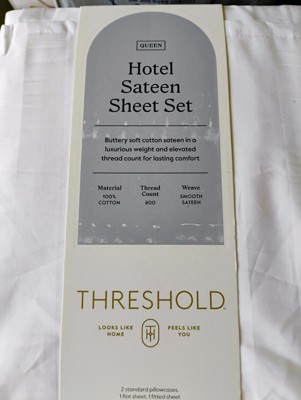 QUEEN
Hotel
Sateen
Sheet Set
Buttery soft cotton sateen in a
luxurious weight and elevated
thread count for lasting comfort
Material Thread Count Weave
100% COTTON 800 SMOOTH SATEEN
THRESHOLD™
LOOKS LIKE HOME TH FEELS LIKE YOU
2 standard pillowcases,
1 flat sheet, 1 fitted sheet